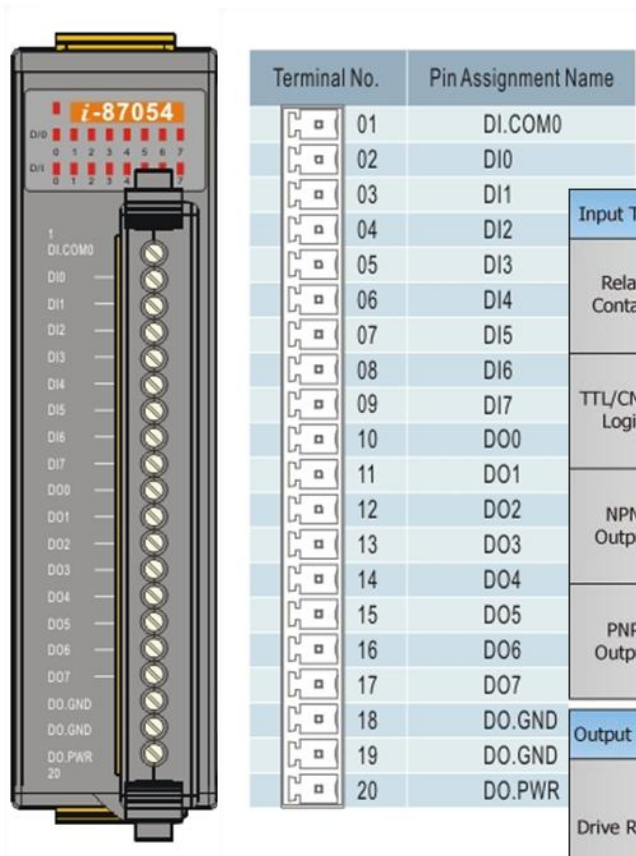 i-87054
D/O
0 1 2 3 4 5 6 7
D/I
0 1 2 3 4 7
1
DI.COM0
DI0
DI1
DI2
DI3
DI4
DI5
DI6
DI7
DO0
DO1
DO2
DO3
DO4
DO5
DO6
DO7
DO.GND
DO.GND
DO.PWR
20
Terminal No. Pin Assignment Name
01 DI.COM0
02 DI0
03 DI1
04 DI2
05 DI3
06 DI4
07 DI5
08 DI6
09 DI7
10 DO0
11 DO1
12 DO2
13 DO3
14 DO4
15 DO5
16 DO6
17 DO7
18 DO.GND
19 DO.GND
20 DO.PWR
Input
Output
Drive